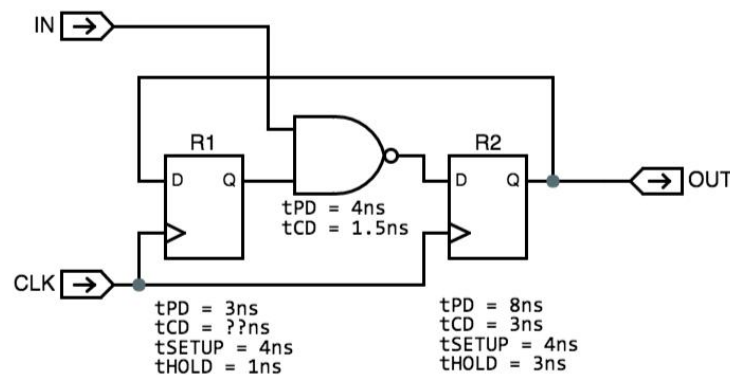 IN
R1
R2
D
Q
D
Q
OUT
tPD = 4ns
tCD = 1.5ns
CLK
tPD = 3ns
tCD = ??ns
tSETUP = 4ns
tHOLD = 1ns
tPD = 8ns
tCD = 3ns
tSETUP = 4ns
tHOLD = 3ns